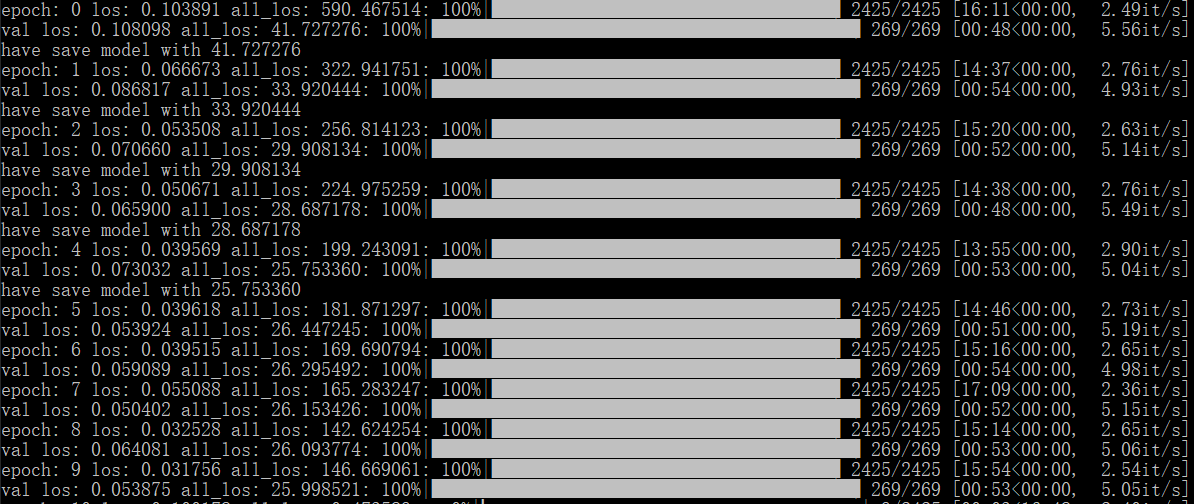 epoch: 0 los: 0.103891 all_los: 590.467514: 100%| 2425/2425 [16:11<00:00, 2.49it/s]
val los: 0.108098 all_los: 41.727276: 100%| 269/269 [00:48<00:00, 5.56it/s]
have save model with 41.727276
epoch: 1 los: 0.066673 all_los: 322.941751: 100%| 2425/2425 [14:37<00:00, 2.76it/s]
val los: 0.086817 all_los: 33.920444: 100%| 269/269 [00:54<00:00, 4.93it/s]
have save model with 33.920444
epoch: 2 los: 0.053508 all_los: 256.814123: 100%| 2425/2425 [15:20<00:00, 2.63it/s]
val los: 0.070660 all_los: 29.908134: 100%| 269/269 [00:52<00:00, 5.14it/s]
have save model with 29.908134
epoch: 3 los: 0.050671 all_los: 224.975259: 100%| 2425/2425 [14:38<00:00, 2.76it/s]
val los: 0.065900 all_los: 28.687178: 100%| 269/269 [00:48<00:00, 5.49it/s]
have save model with 28.687178
epoch: 4 los: 0.039569 all_los: 199.243091: 100%| 2425/2425 [13:55<00:00, 2.90it/s]
val los: 0.073032 all_los: 25.753360: 100%| 269/269 [00:53<00:00, 5.04it/s]
have save model with 25.753360
epoch: 5 los: 0.039618 all_los: 181.871297: 100%| 2425/2425 [14:46<00:00, 2.73it/s]
val los: 0.053924 all_los: 26.447245: 100%| 269/269 [00:51<00:00, 5.19it/s]
epoch: 6 los: 0.039515 all_los: 169.690794: 100%| 2425/2425 [15:16<00:00, 2.65it/s]
val los: 0.059089 all_los: 26.295492: 100%| 269/269 [00:54<00:00, 4.98it/s]
epoch: 7 los: 0.055088 all_los: 165.283247: 100%| 2425/2425 [17:09<00:00, 2.36it/s]
val los: 0.050402 all_los: 26.153426: 100%| 269/269 [00:52<00:00, 5.15it/s]
epoch: 8 los: 0.032528 all_los: 142.624254: 100%| 2425/2425 [15:14<00:00, 2.65it/s]
val los: 0.064081 all_los: 26.093774: 100%| 269/269 [00:53<00:00, 5.06it/s]
epoch: 9 los: 0.031756 all_los: 146.669061: 100%| 2425/2425 [15:54<00:00, 2.54it/s]
val los: 0.053875 all_los: 25.998521: 100%| 269/269 [00:53<00:00, 5.05it/s]